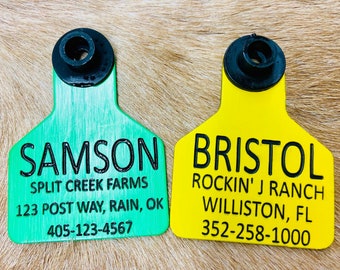 SAMSON
SPLIT CREEK FARMS
123 POST WAY, RAIN, OK
405-123-4567
BRISTOL
ROCKIN' J RANCH
WILLISTON, FL
352-258-1000